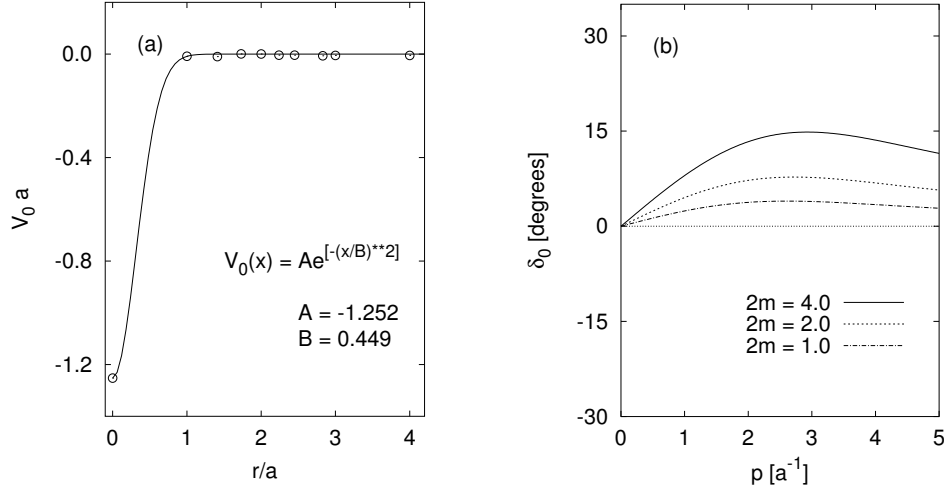 (a)
0.0
-0.4
-0.8
-1.2
V₀ a
V₀(x) = Ae^[-(x/B)**2]
A = -1.252
B = 0.449
0 1 2 3 4
r/a
(b)
30
15
0
-15
-30
δ₀ [degrees]
2m = 4.0
2m = 2.0
2m = 1.0
0 1 2 3 4 5
p [a⁻¹]